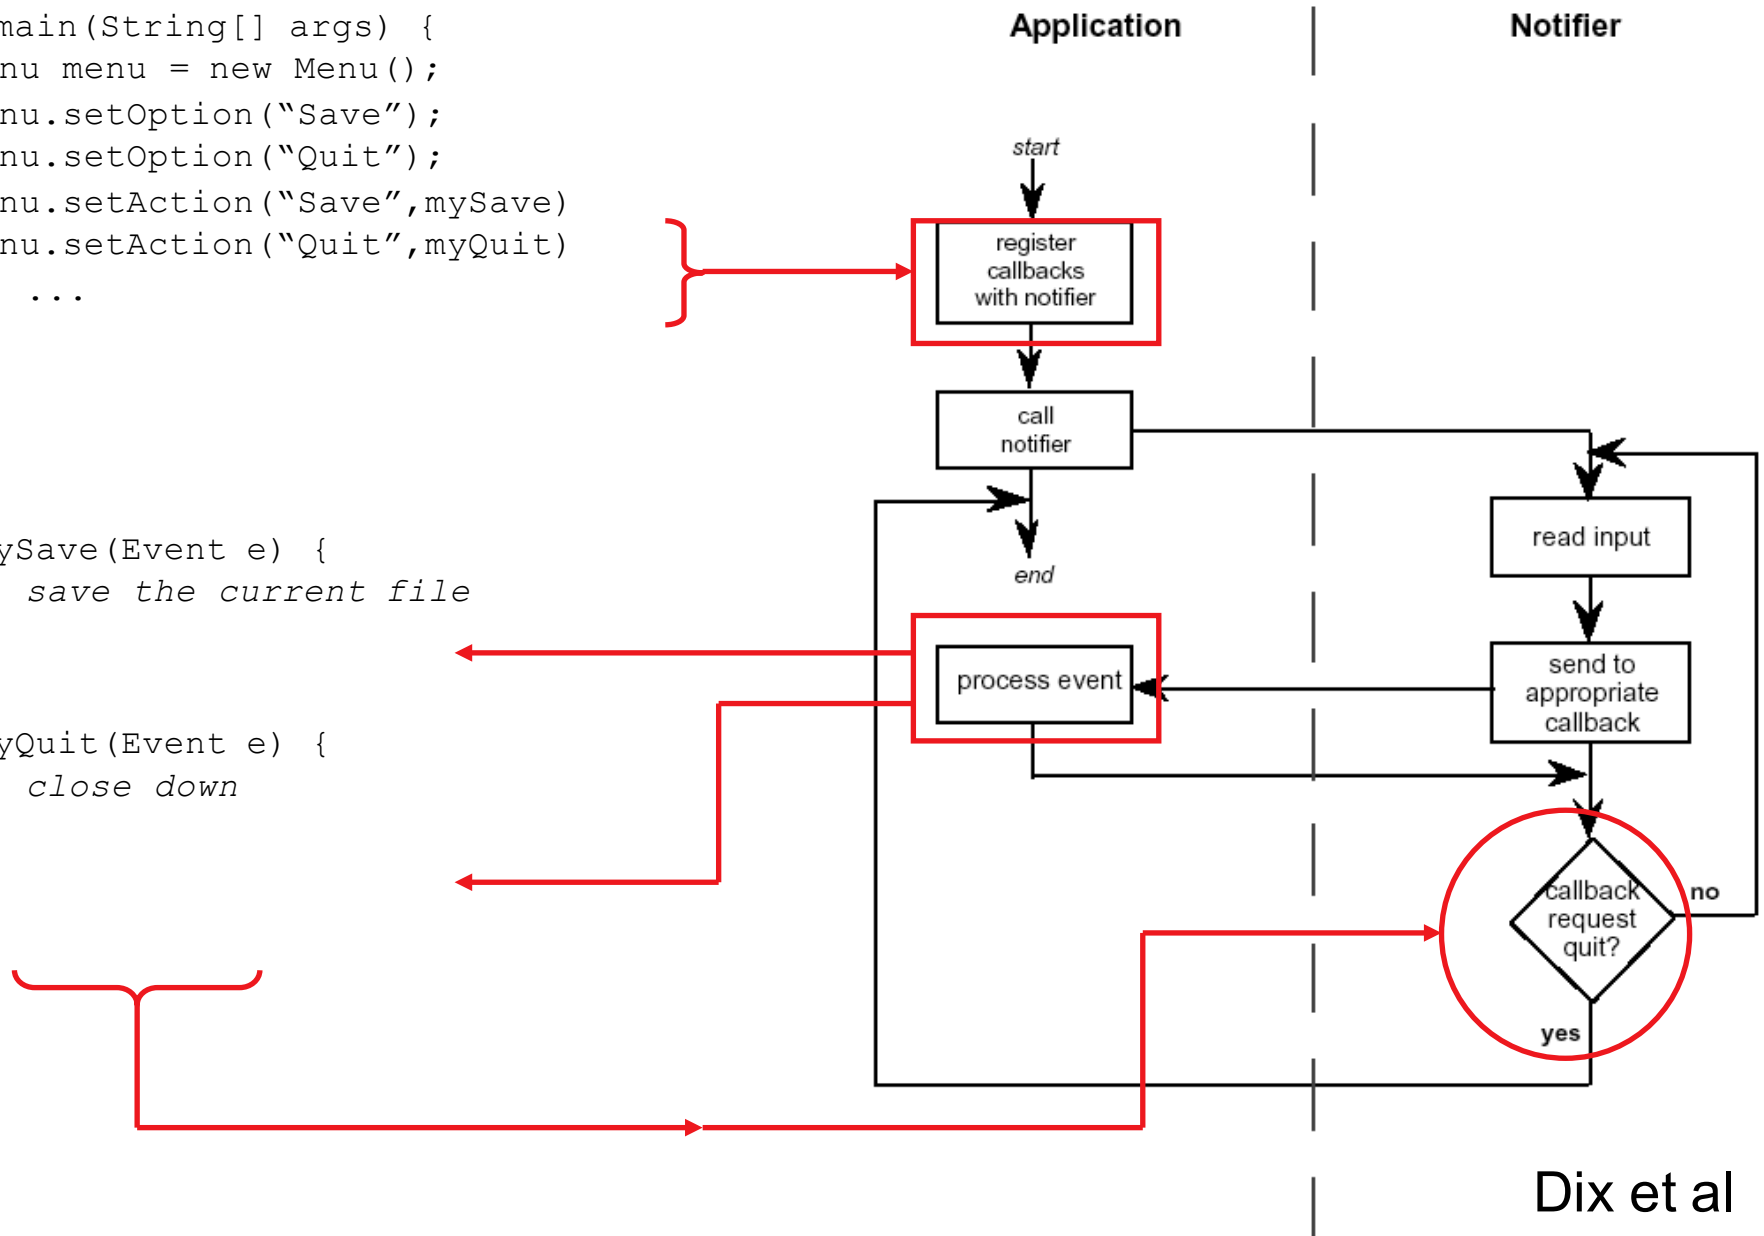 main(String[] args) {
nu menu = new Menu();
nu.setOption(“Save”);
nu.setOption(“Quit”);
nu.setAction(“Save”,mySave)
nu.setAction(“Quit”,myQuit)
...
ySave(Event e) {
save the current file
yQuit(Event e) {
close down
Application
Notifier
start
register
callbacks
with notifier
call
notifier
end
read input
send to
appropriate
callback
process event
callback
request
quit?
no
yes
Dix et al